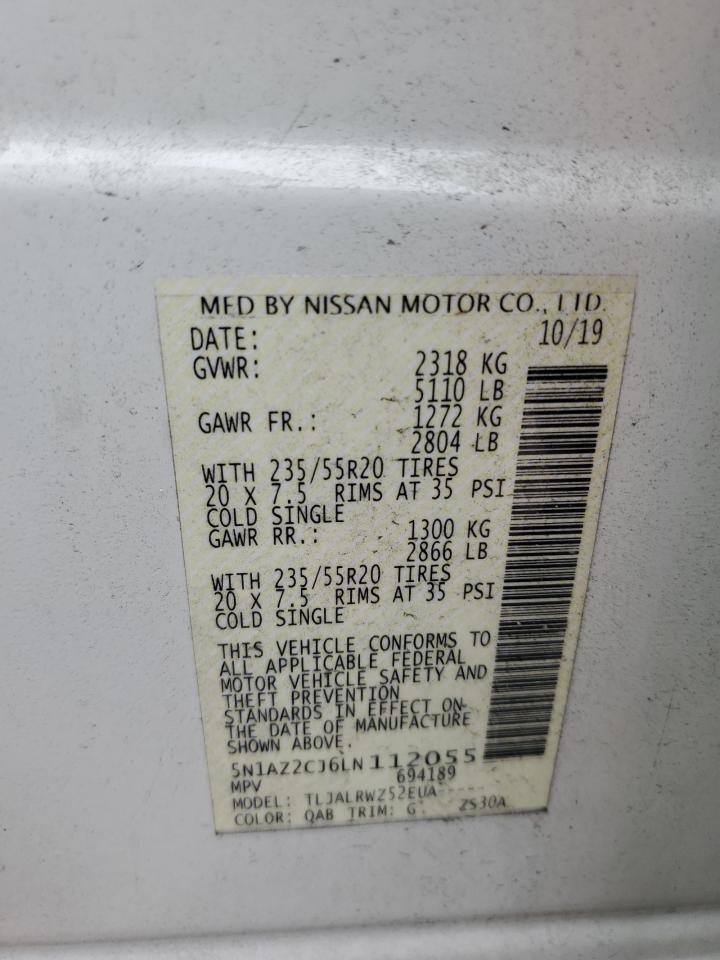 MFD BY NISSAN MOTOR CO., LTD.
DATE: 10/19
GVWR: 2318 KG
5110 LB
GAWR FR.: 1272 KG
2804 LB
WITH 235/55R20 TIRES
20 X 7.5 RIMS AT 35 PSI
COLD SINGLE
GAWR RR.: 1300 KG
2866 LB
WITH 235/55R20 TIRES
20 X 7.5 RIMS AT 35 PSI
COLD SINGLE
THIS VEHICLE CONFORMS TO
ALL APPLICABLE FEDERAL
MOTOR VEHICLE SAFETY AND
THEFT PREVENTION
STANDARDS IN EFFECT ON
THE DATE OF MANUFACTURE
SHOWN ABOVE.
5N1AZ2CJ6LN112055
694189
MPV
MODEL: TLJALRWZ52EUA-----
COLOR: QAB TRIM: G. ZS30A